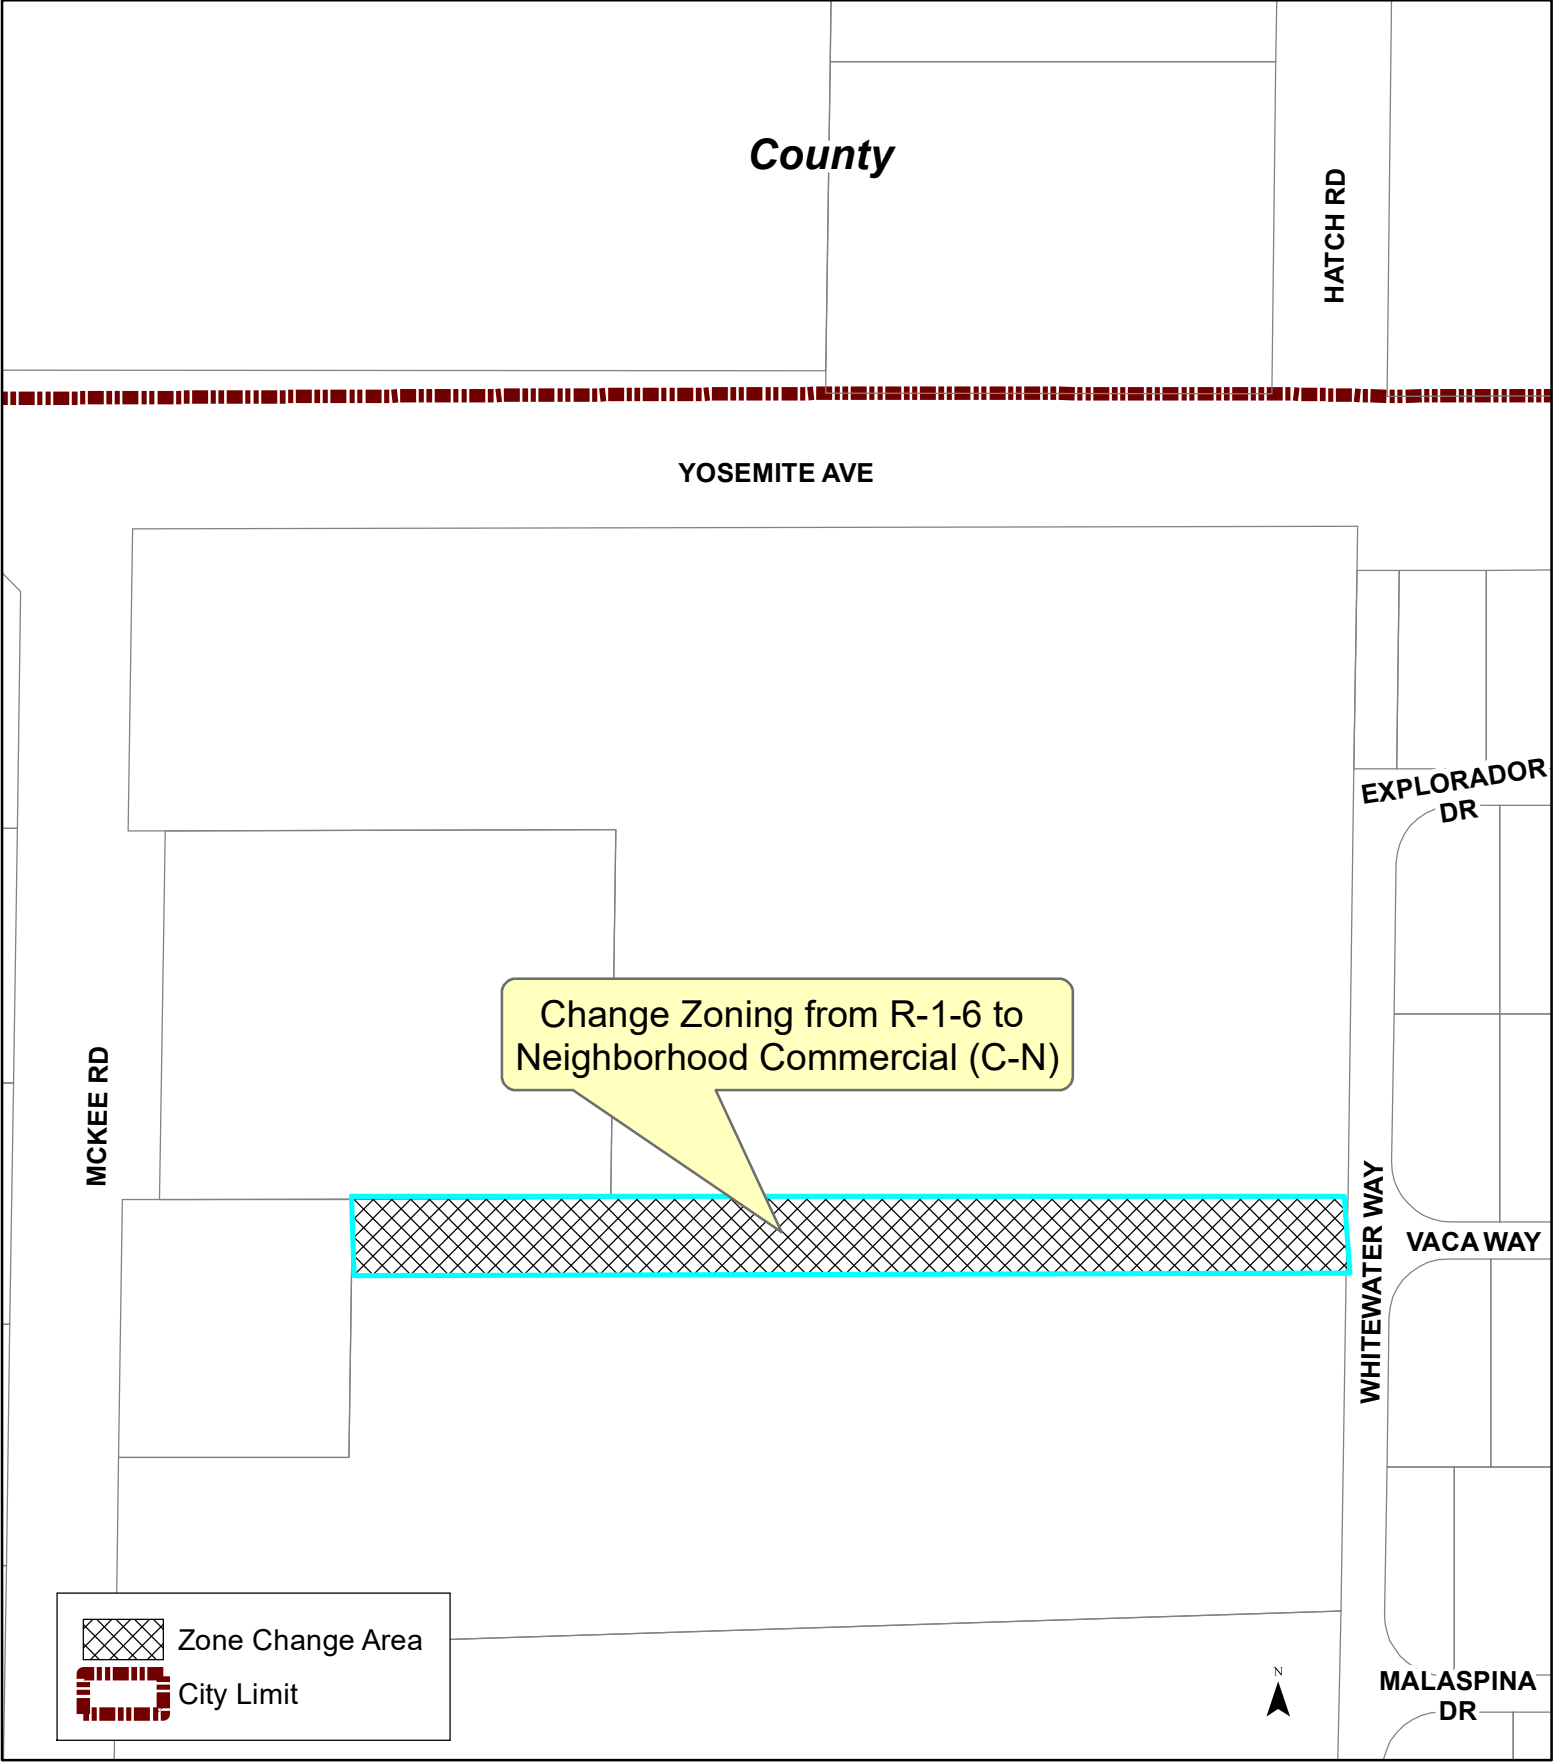 County
HATCH RD
YOSEMITE AVE
EXPLORADOR
DR
Change Zoning from R-1-6 to
Neighborhood Commercial (C-N)
MCKEE RD
WHITEWATER WAY
VACA WAY
Zone Change Area
City Limit
N
MALASPINA
DR